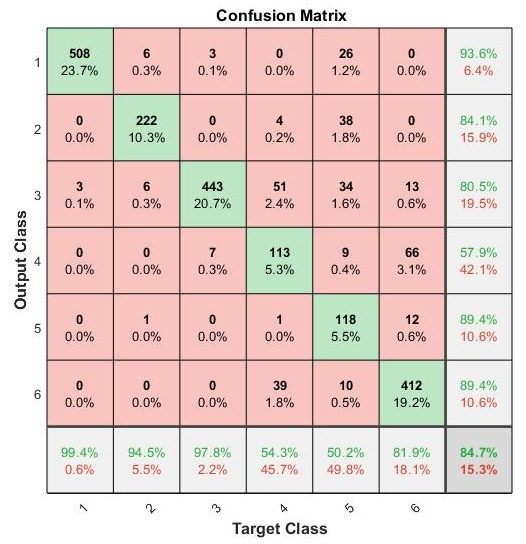 Confusion Matrix
1 508 6 3 0 26 0 93.6%
23.7% 0.3% 0.1% 0.0% 1.2% 0.0% 6.4%
2 0 222 0 4 38 0 84.1%
0.0% 10.3% 0.0% 0.2% 1.8% 0.0% 15.9%
3 3 6 443 51 34 13 80.5%
0.1% 0.3% 20.7% 2.4% 1.6% 0.6% 19.5%
4 0 0 7 113 9 66 57.9%
0.0% 0.0% 0.3% 5.3% 0.4% 3.1% 42.1%
5 0 1 0 1 118 12 89.4%
0.0% 0.0% 0.0% 0.0% 5.5% 0.6% 10.6%
6 0 0 0 39 10 412 89.4%
0.0% 0.0% 0.0% 1.8% 0.5% 19.2% 10.6%
99.4% 94.5% 97.8% 54.3% 50.2% 81.9% 84.7%
0.6% 5.5% 2.2% 45.7% 49.8% 18.1% 15.3%
1 2 3 4 5 6
Target Class
Output Class